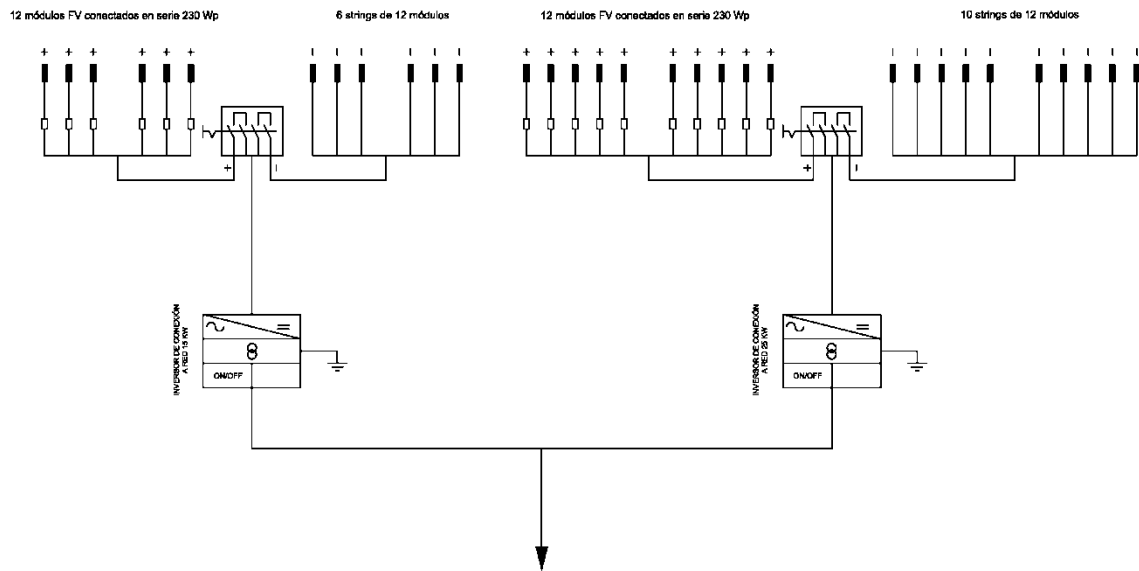 12 módulos FV conectados en serie 230 Wp
6 strings de 12 módulos
12 módulos FV conectados en serie 230 Wp
10 strings de 12 módulos
+ + + + + +
+ + + + + + + + + +
+
+
INVERSOR DE CONEXIÓN
A RED 15 KW
ON/OFF
INVERSOR DE CONEXIÓN
A RED 25 KW
ON/OFF